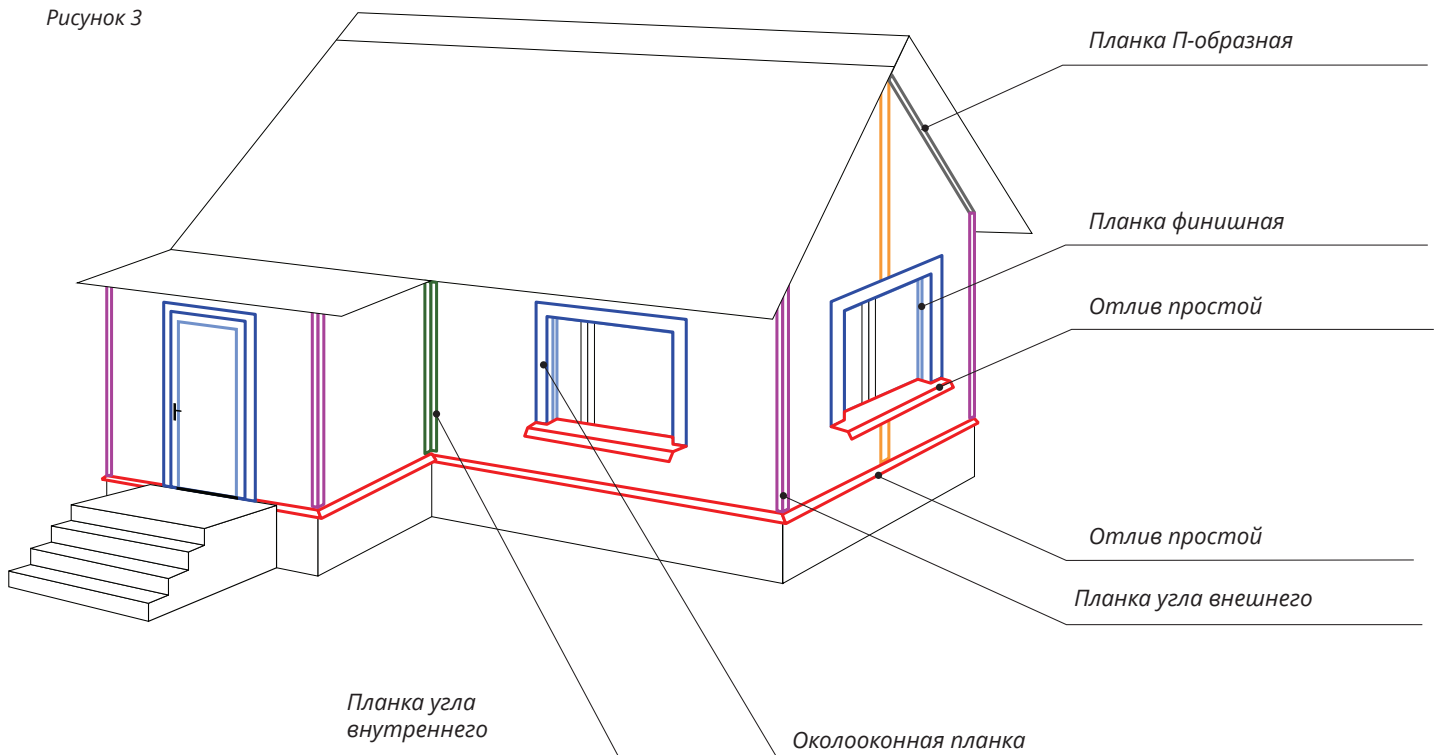 Рисунок 3
Планка П-образная
Планка финишная
Отлив простой
Отлив простой
Планка угла внешнего
Планка угла
внутреннего
Околооконная планка